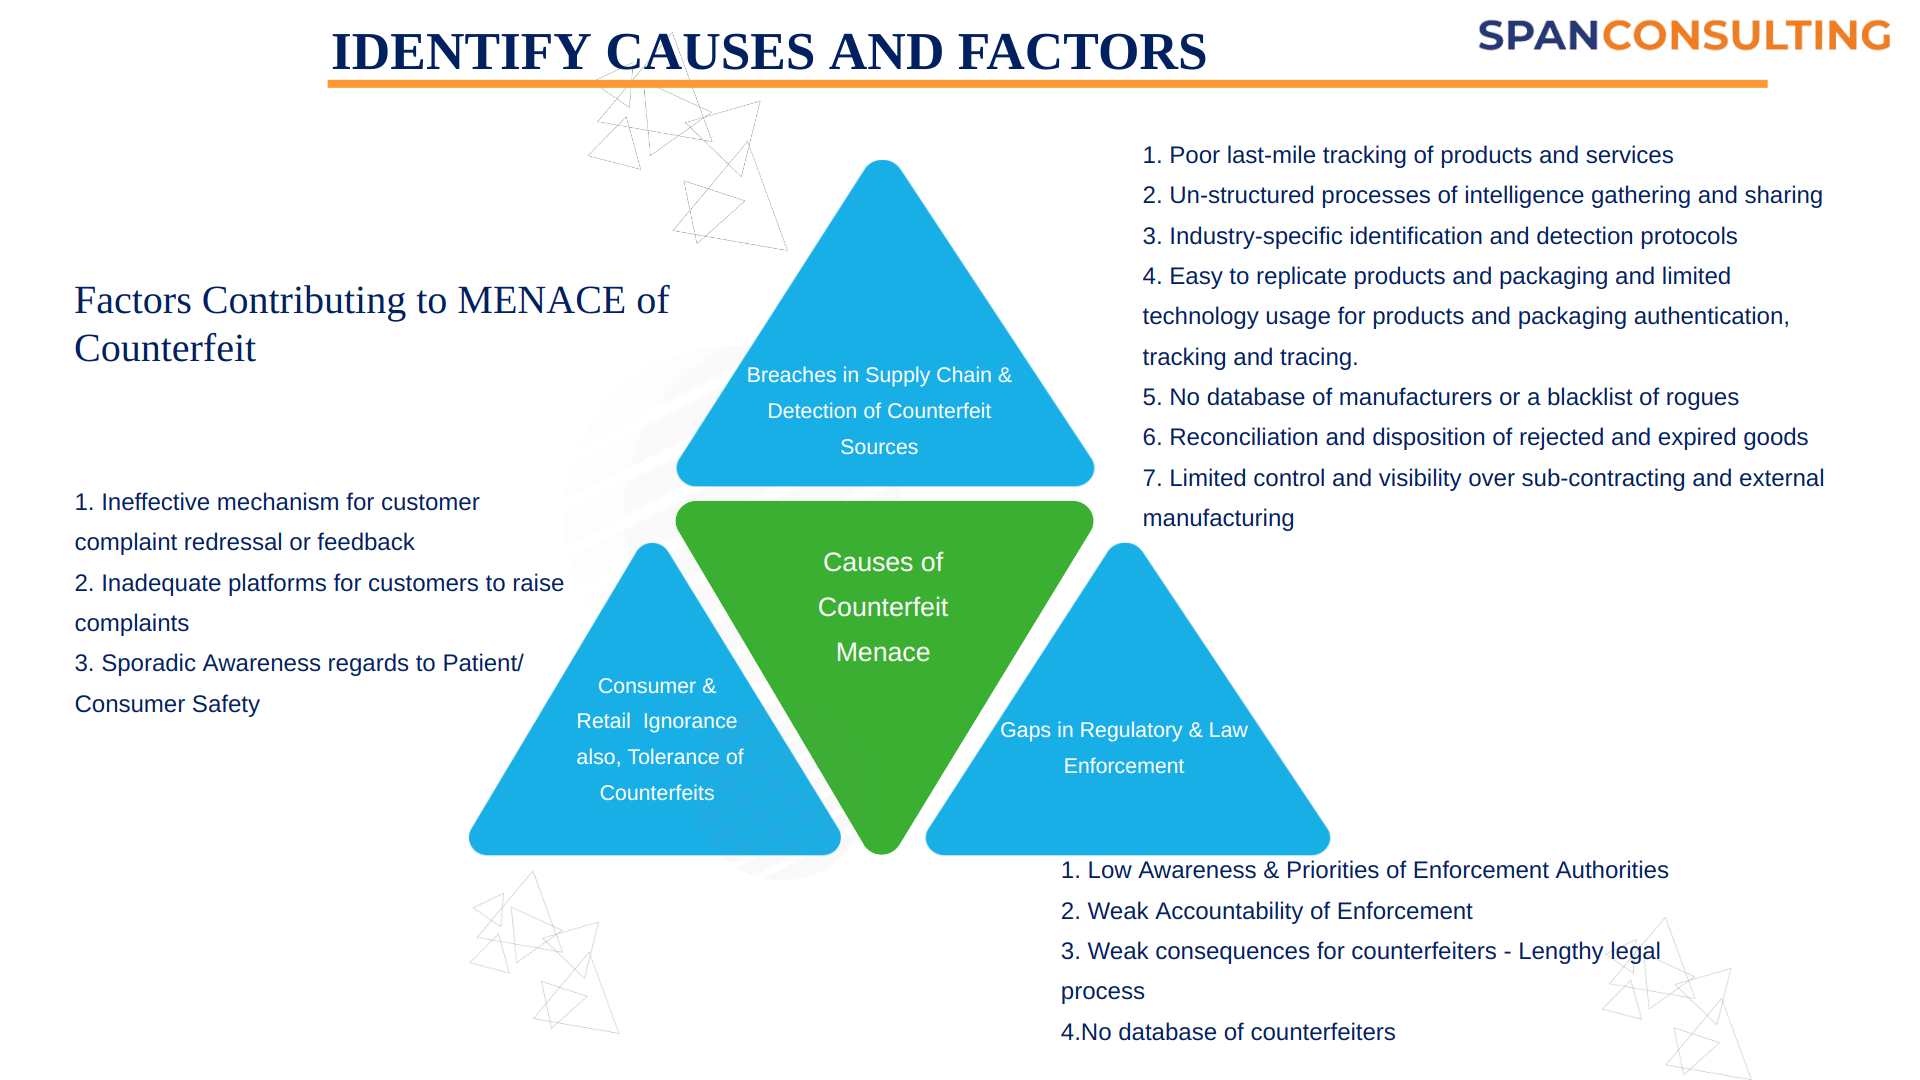 IDENTIFY CAUSES AND FACTORS
SPANCONSULTING
Factors Contributing to MENACE of
Counterfeit
1. Poor last-mile tracking of products and services
2. Un-structured processes of intelligence gathering and sharing
3. Industry-specific identification and detection protocols
4. Easy to replicate products and packaging and limited
technology usage for products and packaging authentication,
tracking and tracing.
5. No database of manufacturers or a blacklist of rogues
6. Reconciliation and disposition of rejected and expired goods
7. Limited control and visibility over sub-contracting and external
manufacturing
Breaches in Supply Chain &
Detection of Counterfeit
Sources
1. Ineffective mechanism for customer
complaint redressal or feedback
2. Inadequate platforms for customers to raise
complaints
3. Sporadic Awareness regards to Patient/
Consumer Safety
Causes of
Counterfeit
Menace
Consumer &
Retail  Ignorance
also, Tolerance of
Counterfeits
Gaps in Regulatory & Law
Enforcement
1. Low Awareness & Priorities of Enforcement Authorities
2. Weak Accountability of Enforcement
3. Weak consequences for counterfeiters - Lengthy legal
process
4.No database of counterfeiters